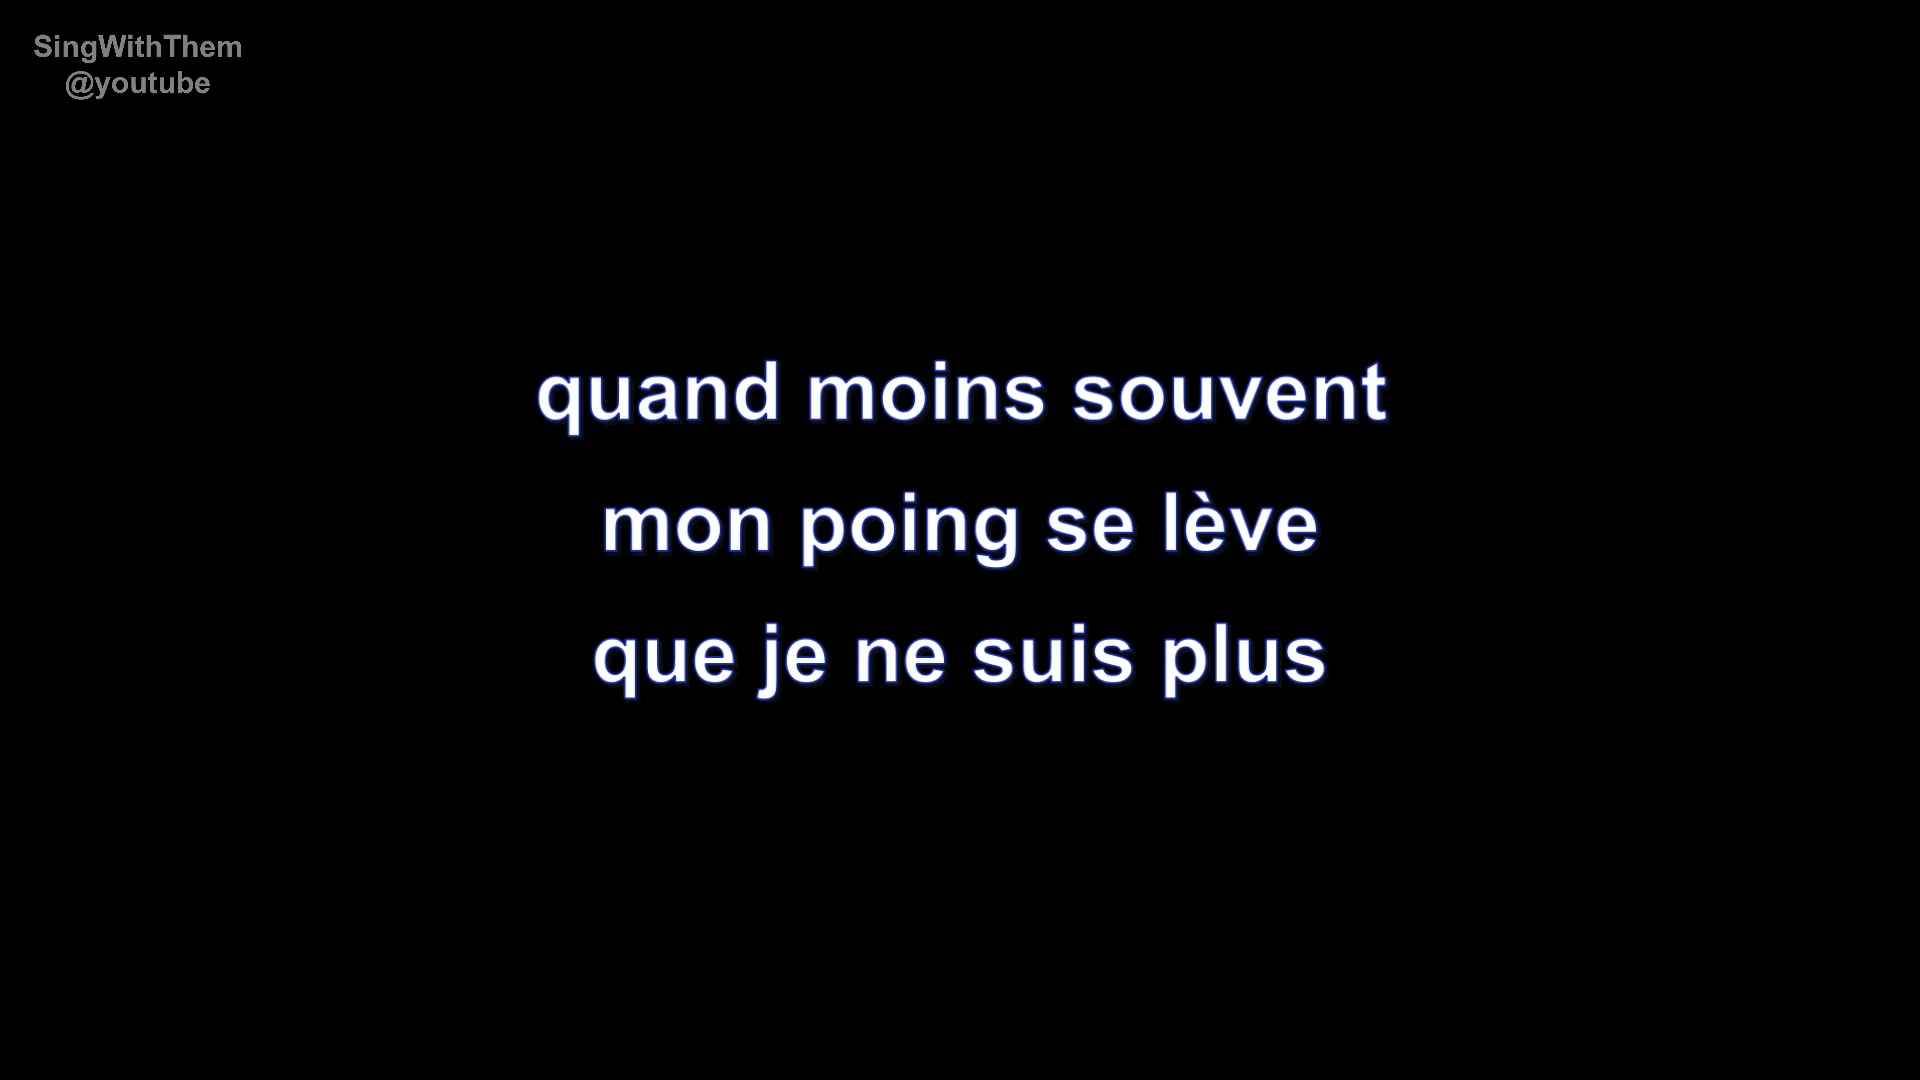 SingWithThem
@youtube
quand moins souvent
mon poing se lève
que je ne suis plus